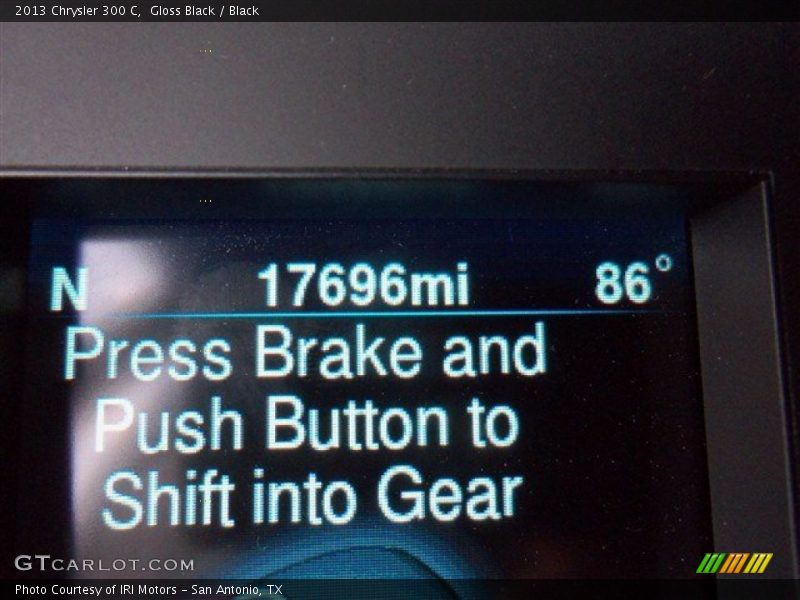 2013 Chrysler 300 C,  Gloss Black / Black
N 17696mi 86°
Press Brake and
Push Button to
Shift into Gear
GTCARLOT.COM
Photo Courtesy of IRI Motors – San Antonio, TX